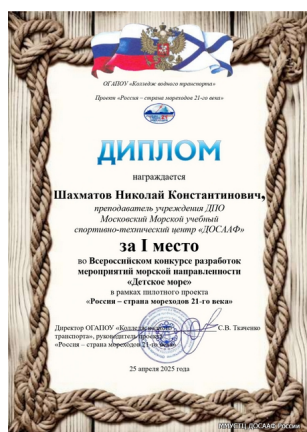 ОГАПОУ «Колледж водного транспорта»
Проект «Россия – страна мореходов 21-го века»
ДИПЛОМ
награждается
Шахматов Николай Константинович,
преподаватель учреждения ДПО
Московский Морской учебный
спортивно-технический центр «ДОСААФ»
за I место
во Всероссийском конкурсе разработок
мероприятий морской направленности
«Детское море»
в рамках пилотного проекта
«Россия – страна мореходов 21-го века»
Директор ОГАПОУ «Колледж водного
транспорта», руководитель проекта С.В. Ткаченко
«Россия – страна мореходов 21-го века»
25 апреля 2025 года
ММУСТЦ ДОСААФ России